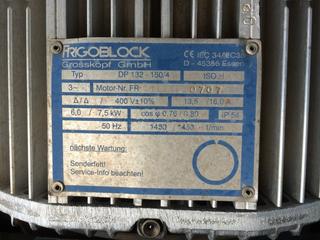 FRIGOBLOCK
Grosskopf GmbH
CE IEC 34/
D - 45356 Essen
Typ DP 132 - 150/4 ISO H
3~ Motor-Nr. FR 0707
Δ/Δ / 400 V±10% 13,5 /16,0 A
6,0 / 7,5 kW cos φ 0,76 / 0,80 IP 54
50 Hz 1450 1450 1/min
nächste Wartung:
Sonderfett!
Service-Info beachten!